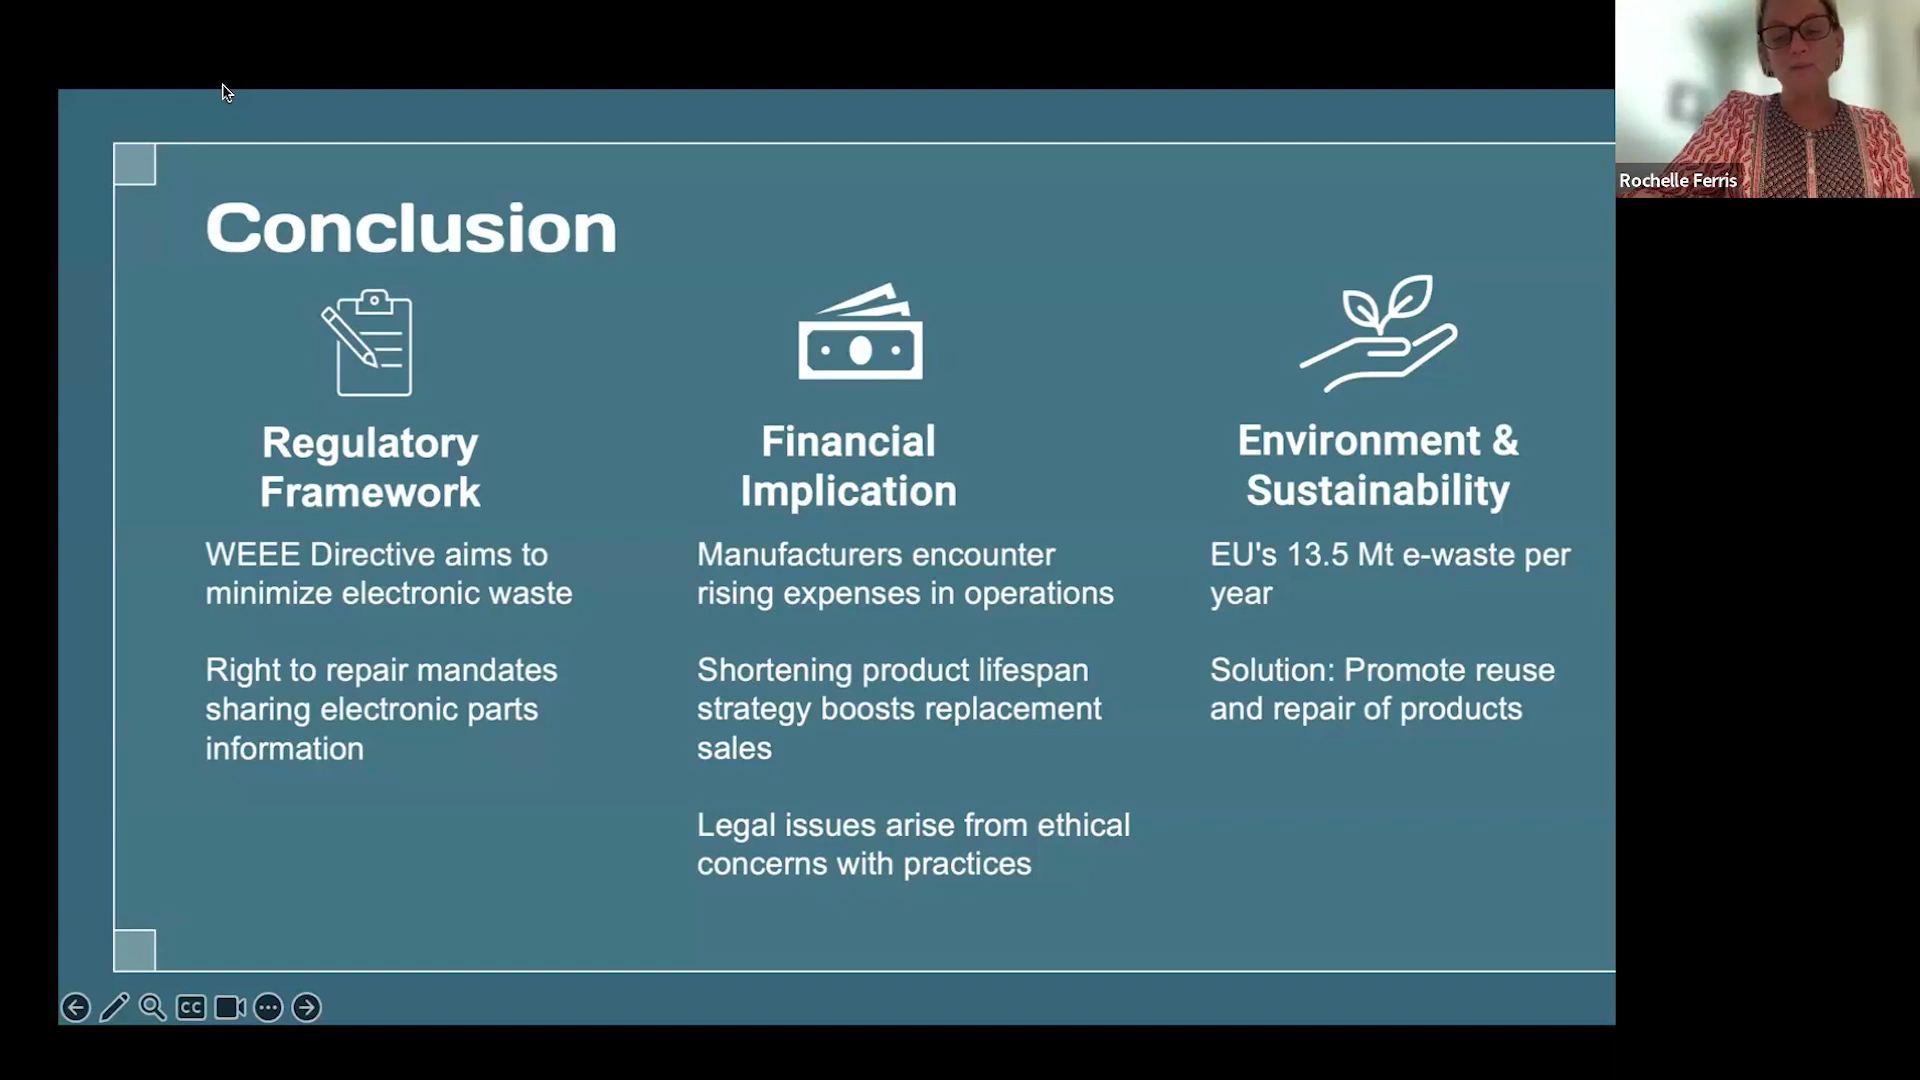 Rochelle Ferris
Conclusion
Regulatory
Framework
WEEE Directive aims to
minimize electronic waste
Right to repair mandates
sharing electronic parts
information
Financial
Implication
Manufacturers encounter
rising expenses in operations
Shortening product lifespan
strategy boosts replacement
sales
Legal issues arise from ethical
concerns with practices
Environment &
Sustainability
EU's 13.5 Mt e-waste per
year
Solution: Promote reuse
and repair of products
CC